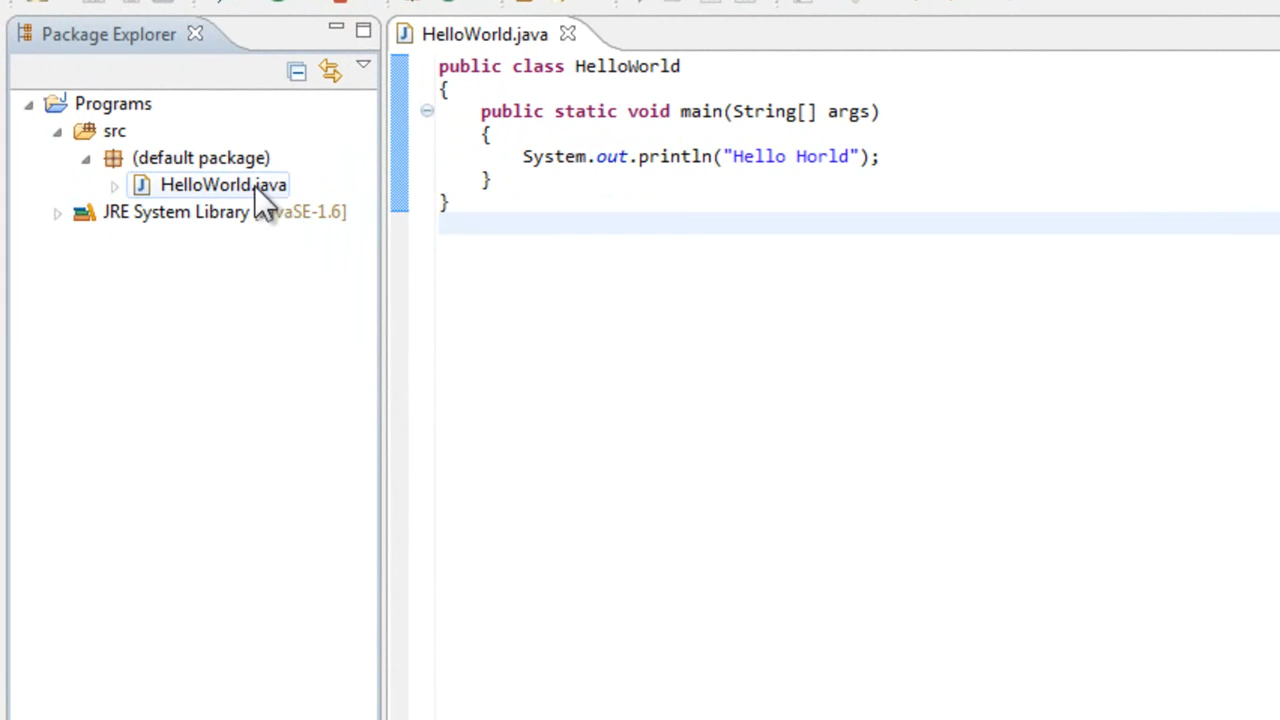 Package Explorer
Programs
src
(default package)
HelloWorld.java
JRE System Library vaSE-1.6]
HelloWorld.java
public class HelloWorld
{
public static void main(String[] args)
{
System.out.println("Hello Horld");
}
}